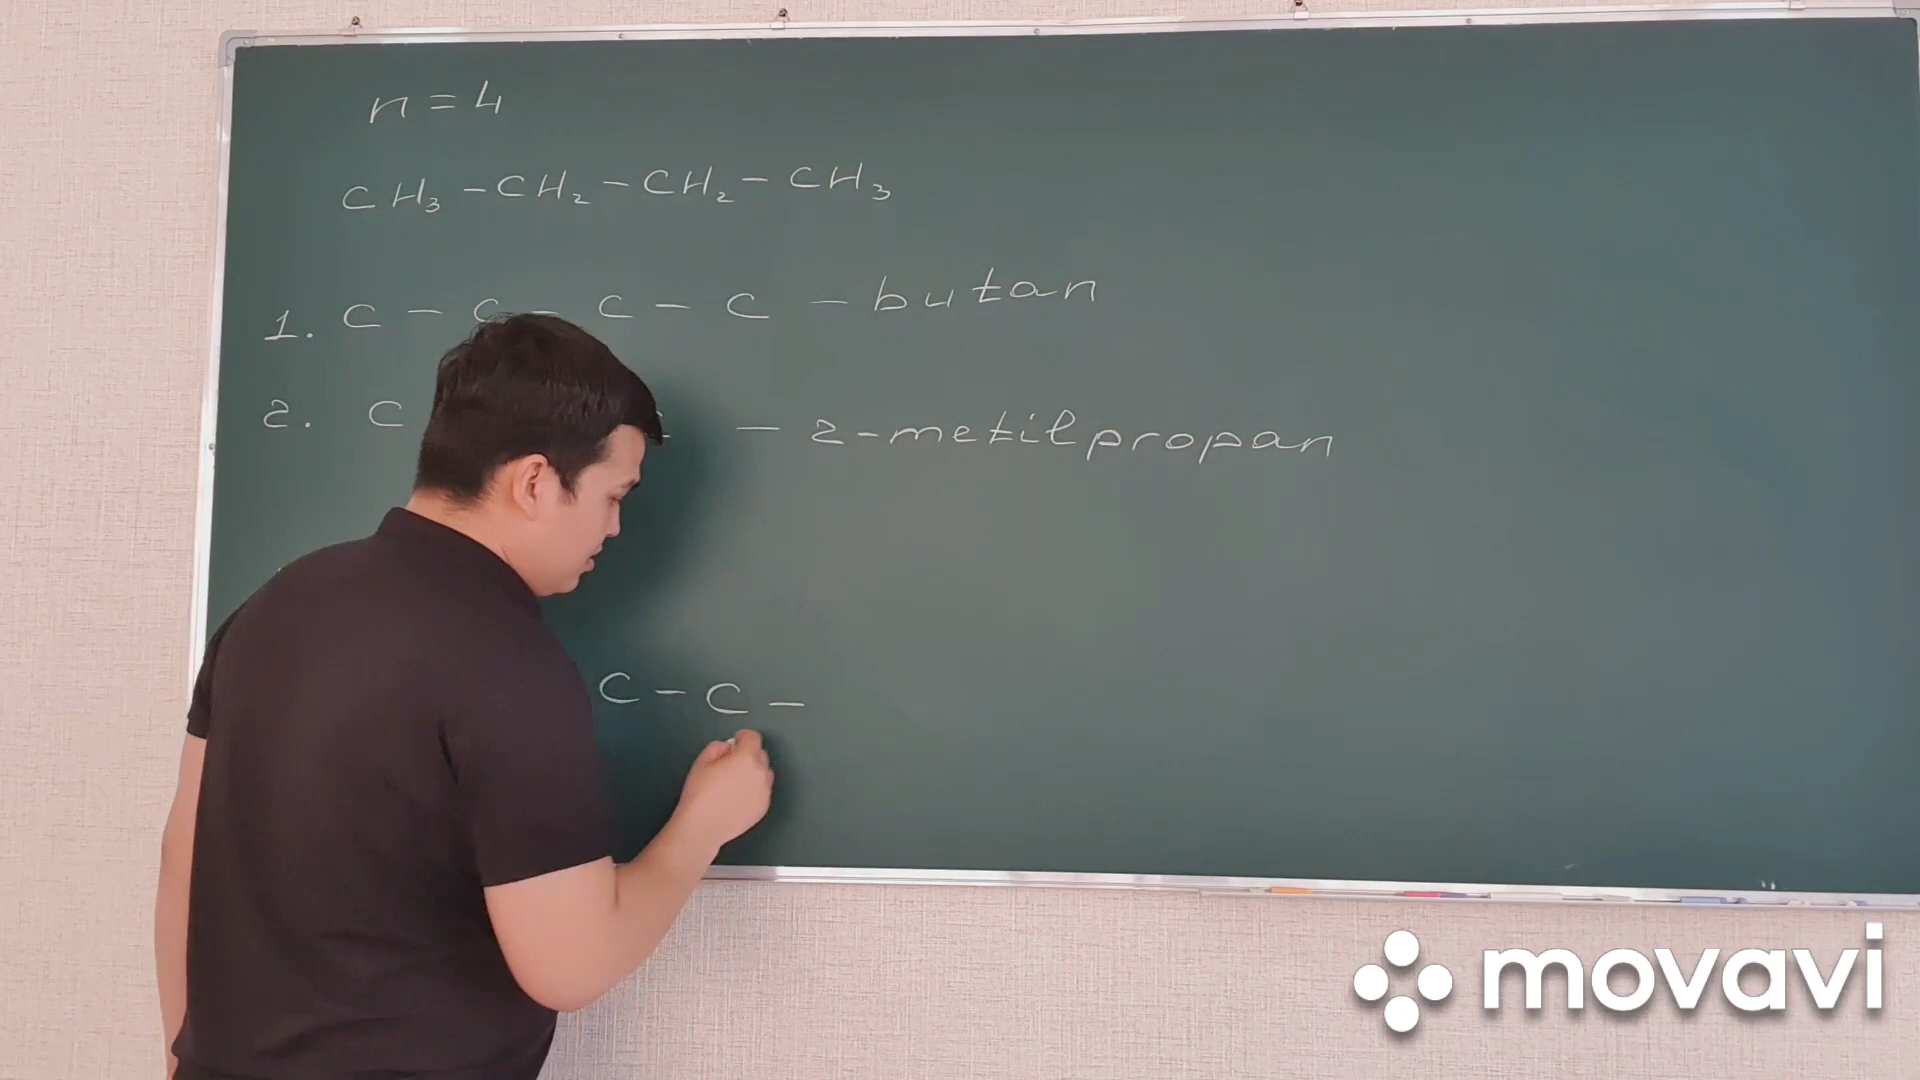 n = 4
CH₃ - CH₂ - CH₂ - CH₃
1. C - C - C - C - butan
2. C - 2-metilpropan
C - C -
movavi